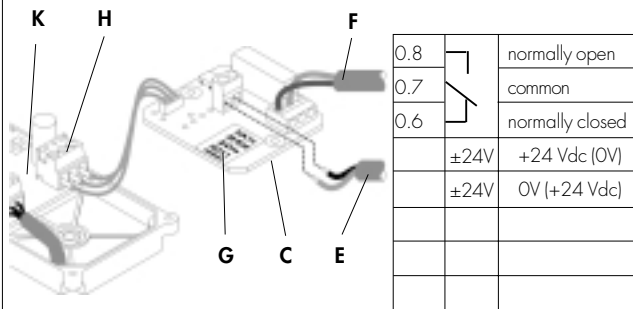 K
H
F
G
C
E
0.8 normally open
0.7 common
0.6 normally closed
±24V +24 Vdc (0V)
±24V 0V (+24 Vdc)